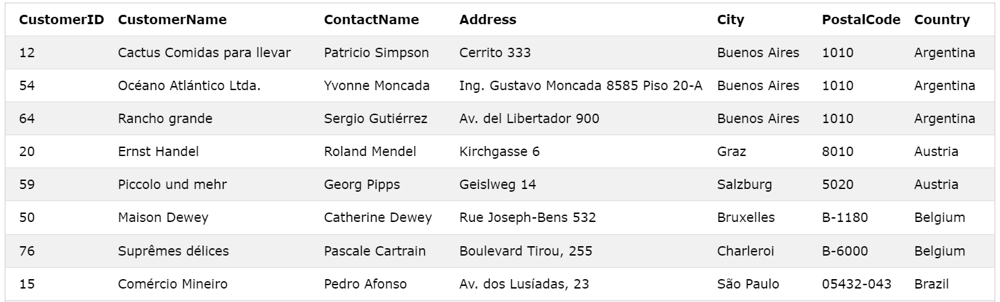 CustomerID CustomerName ContactName Address City PostalCode Country
12 Cactus Comidas para llevar Patricio Simpson Cerrito 333 Buenos Aires 1010 Argentina
54 Océano Atlántico Ltda. Yvonne Moncada Ing. Gustavo Moncada 8585 Piso 20-A Buenos Aires 1010 Argentina
64 Rancho grande Sergio Gutiérrez Av. del Libertador 900 Buenos Aires 1010 Argentina
20 Ernst Handel Roland Mendel Kirchgasse 6 Graz 8010 Austria
59 Piccolo und mehr Georg Pipps Geislweg 14 Salzburg 5020 Austria
50 Maison Dewey Catherine Dewey Rue Joseph-Bens 532 Bruxelles B-1180 Belgium
76 Suprêmes délices Pascale Cartrain Boulevard Tirou, 255 Charleroi B-6000 Belgium
15 Comércio Mineiro Pedro Afonso Av. dos Lusíadas, 23 São Paulo 05432-043 Brazil